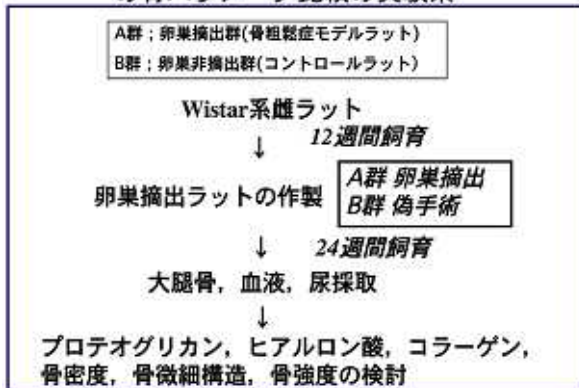 A群；卵巣摘出群(骨粗鬆症モデルラット)
B群；卵巣非摘出群(コントロールラット)
Wistar系雌ラット
↓ 12週間飼育
卵巣摘出ラットの作製
A群 卵巣摘出
B群 偽手術
↓ 24週間飼育
大腿骨，血液，尿採取
↓
プロテオグリカン，ヒアルロン酸，コラーゲン，
骨密度，骨微細構造，骨強度の検討